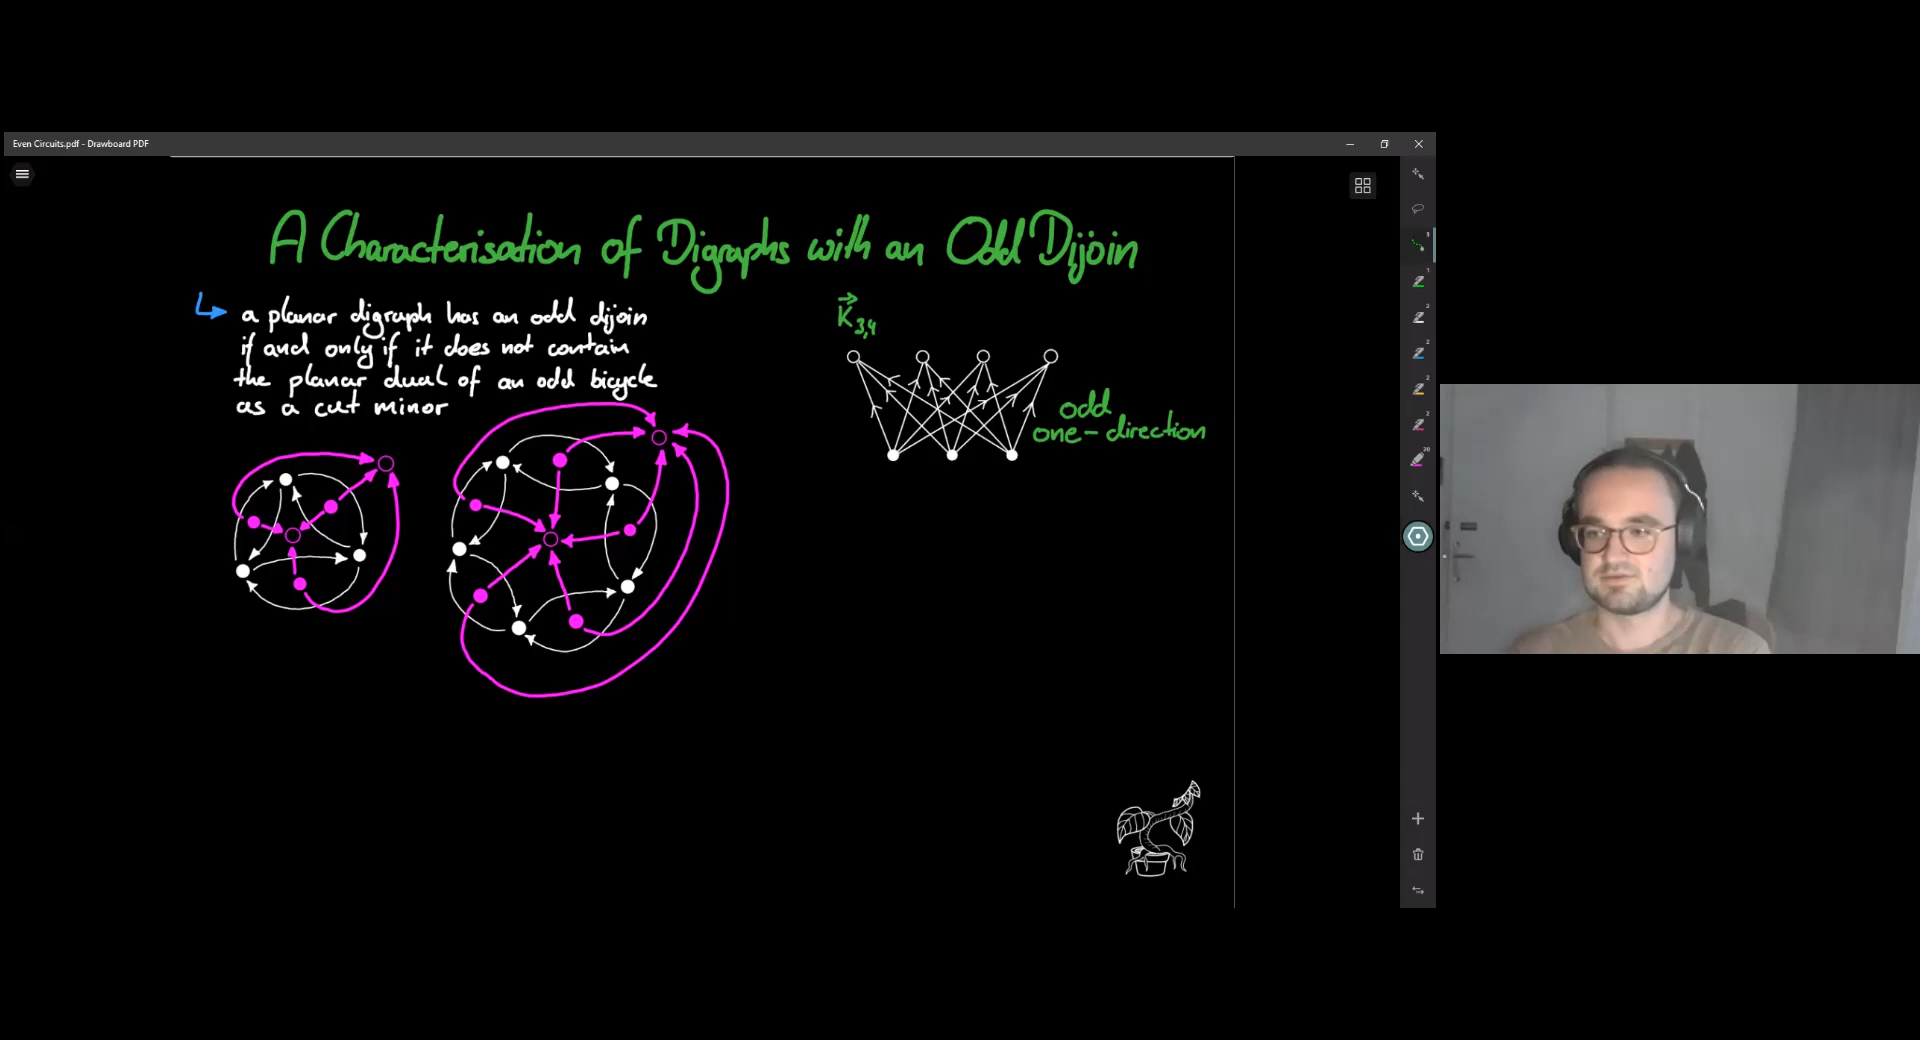 Even Circuits.pdf - Drawboard PDF
A Characterisation of Digraphs with an Odd Dijoin
a planar digraph has an odd dijoin
if and only if it does not contain
the planar dual of an odd bicycle
as a cut minor
K⃗3,4
odd
one-direction